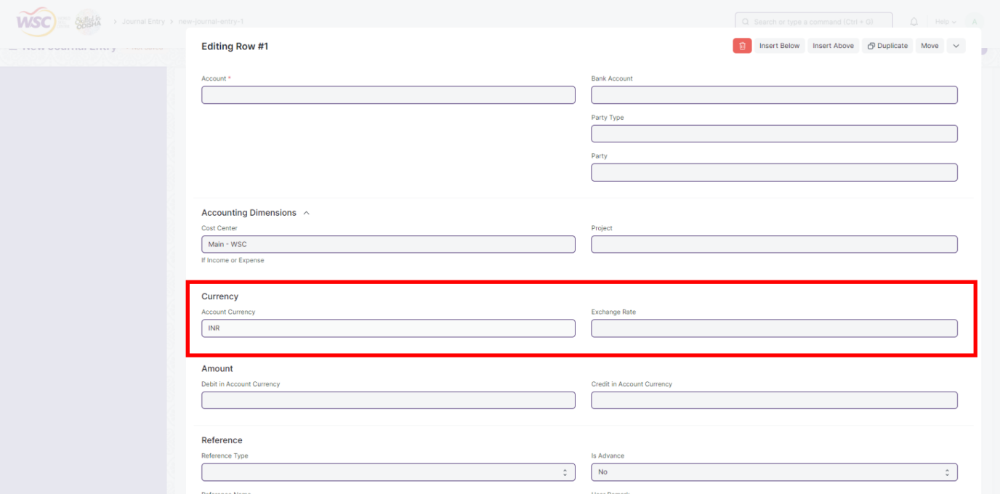 WSC
Skilled in
ODISHA
Journal Entry
new-journal-entry-1
Search or type a command (Ctrl + G)
Help
A
New Journal Entry
Editing Row #1
Insert Below
Insert Above
Duplicate
Move
Account *
Bank Account
Party Type
Party
Accounting Dimensions
Cost Center
Project
Main - WSC
If Income or Expense
Currency
Account Currency
Exchange Rate
INR
Amount
Debit in Account Currency
Credit in Account Currency
Reference
Reference Type
Is Advance
No
Reference Name
User Remark